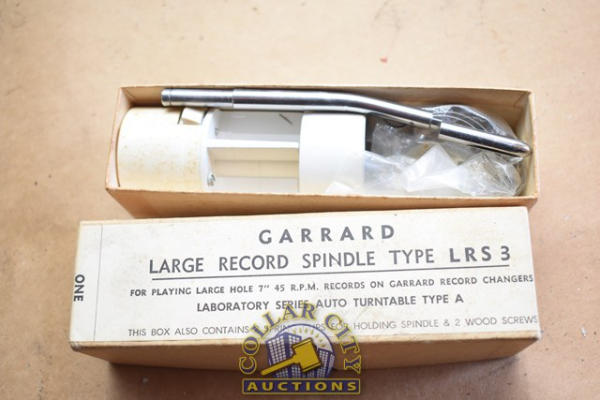 GARRARD
LARGE RECORD SPINDLE TYPE LRS 3
FOR PLAYING LARGE HOLE 7" 45 R.P.M. RECORDS ON GARRARD RECORD CHANGERS
LABORATORY SERIES AUTO TURNTABLE TYPE A
THIS BOX ALSO CONTAINS FOR HOLDING SPINDLE & 2 WOOD SCREWS
ONE
COLLAR CITY
AUCTIONS